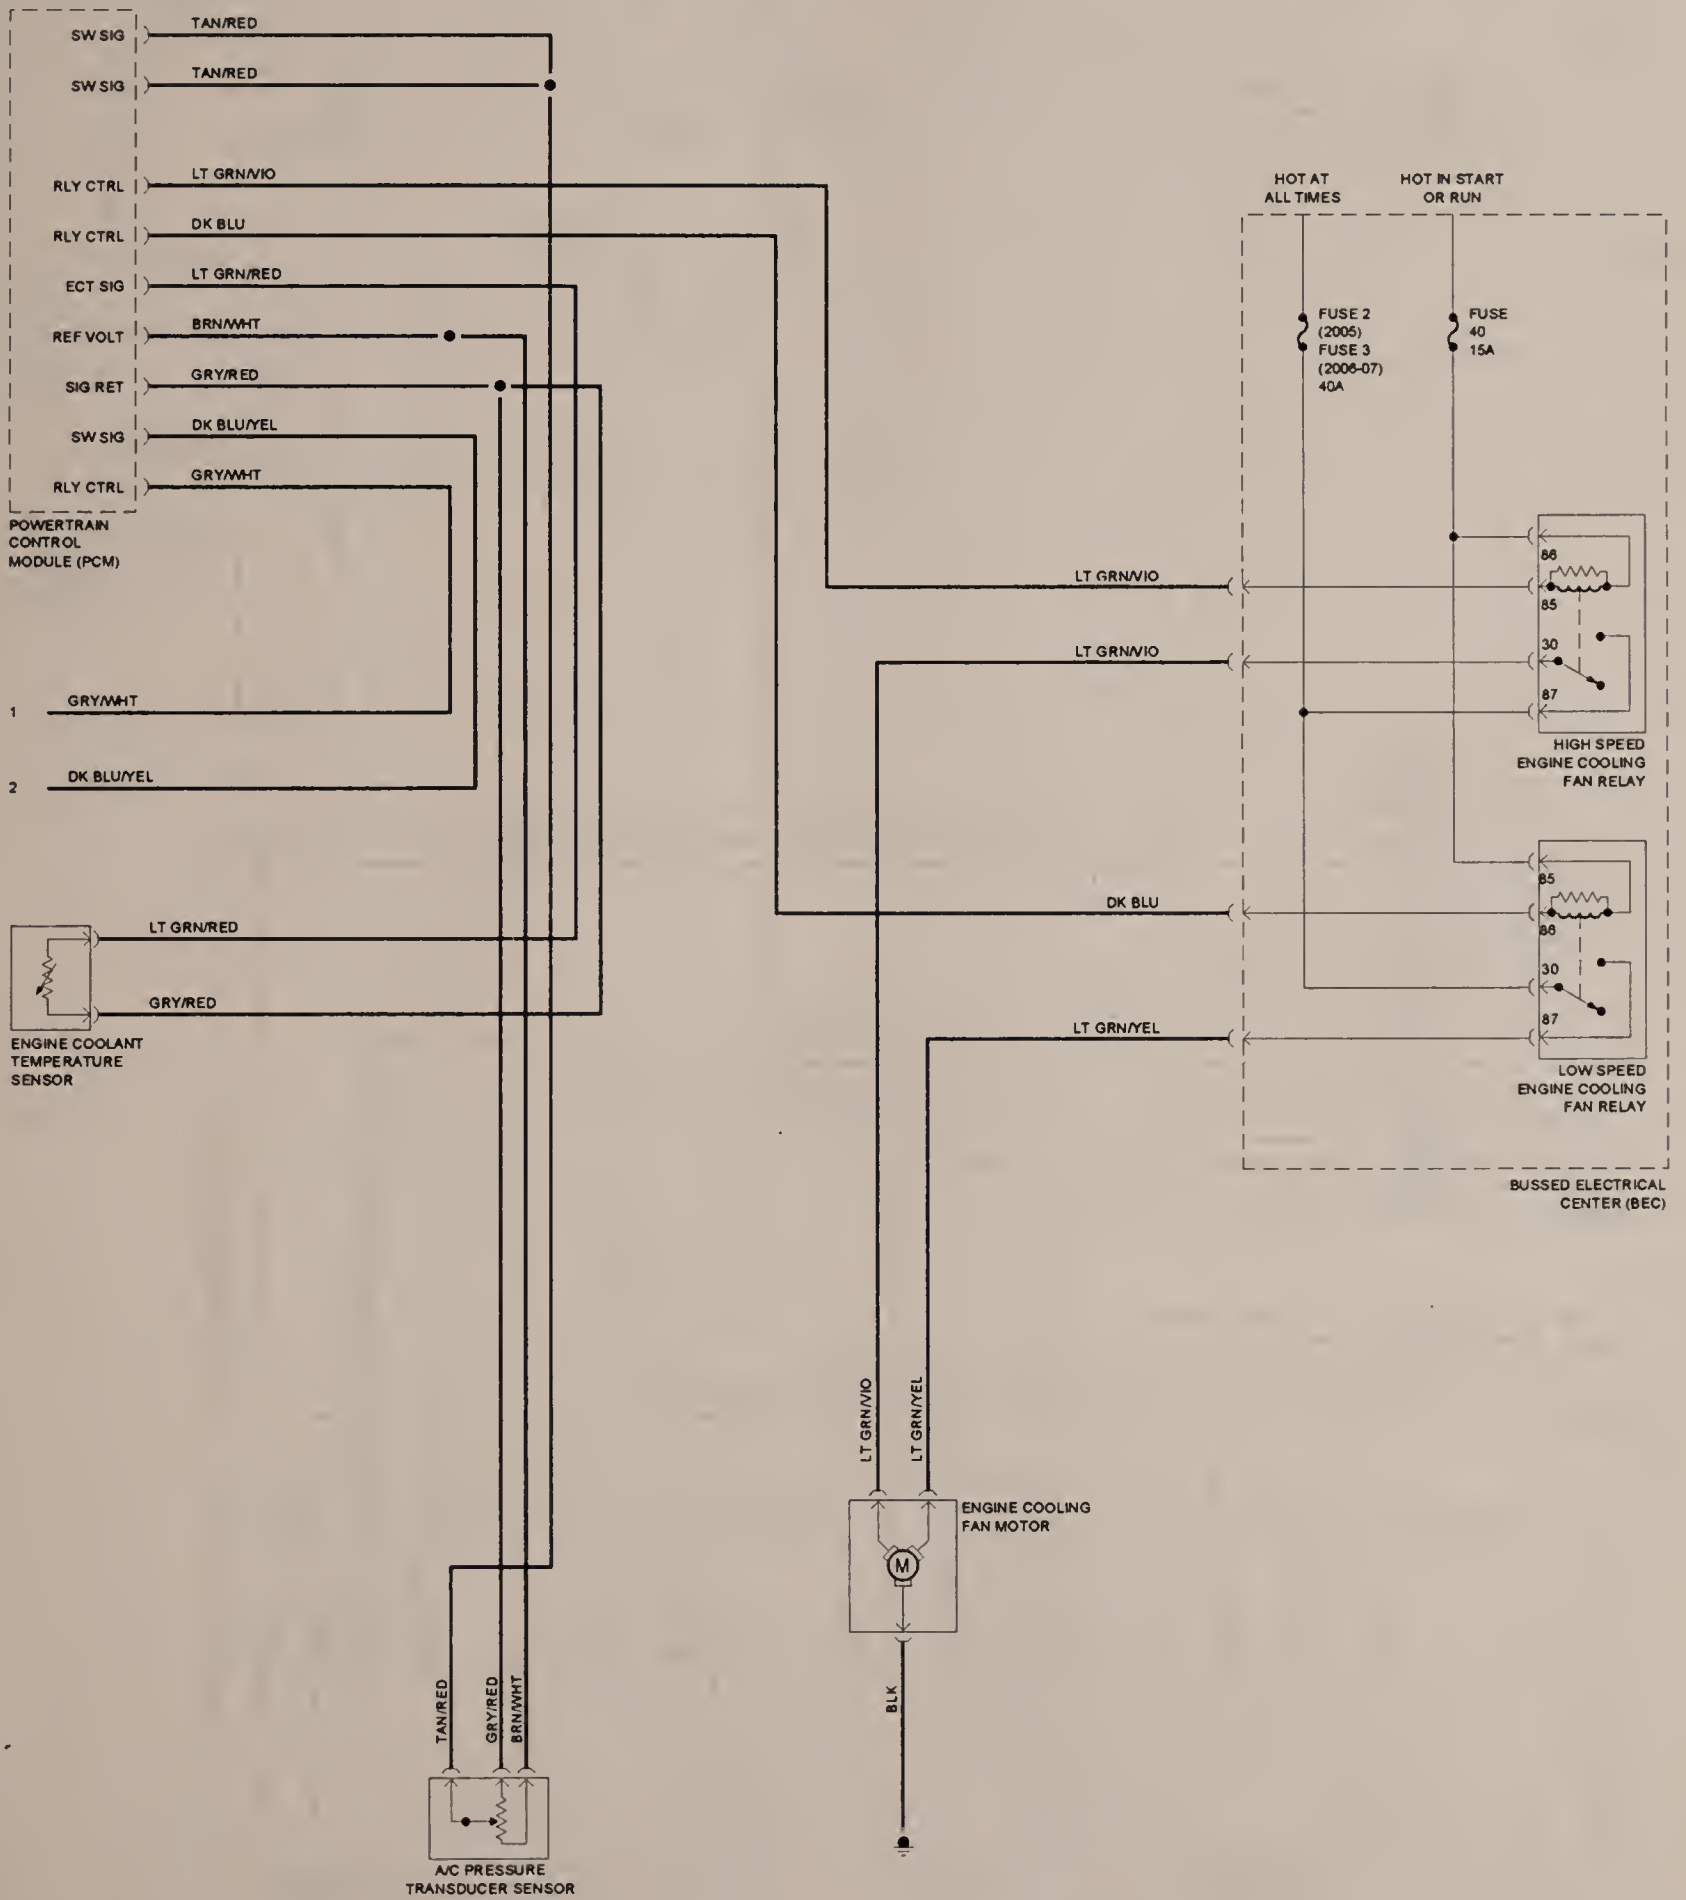 SW SIG
TAN/RED
SW SIG
TAN/RED
RLY CTRL
LT GRN/VIO
RLY CTRL
DK BLU
ECT SIG
LT GRN/RED
REF VOLT
BRN/WHT
SIG RET
GRY/RED
SW SIG
DK BLU/YEL
RLY CTRL
GRY/WHT
POWERTRAIN
CONTROL
MODULE (PCM)
1
GRY/WHT
2
DK BLU/YEL
LT GRN/RED
GRY/RED
ENGINE COOLANT
TEMPERATURE
SENSOR
HOT AT
ALL TIMES
HOT IN START
OR RUN
FUSE 2
(2005)
FUSE 3
(2006-07)
40A
FUSE
40
15A
LT GRN/VIO
LT GRN/VIO
86
85
30
87
HIGH SPEED
ENGINE COOLING
FAN RELAY
DK BLU
LT GRN/YEL
85
86
30
87
LOW SPEED
ENGINE COOLING
FAN RELAY
BUSSED ELECTRICAL
CENTER (BEC)
LT GRN/VIO
LT GRN/YEL
ENGINE COOLING
FAN MOTOR
M
BLK
TAN/RED
GRY/RED
BRN/WHT
A/C PRESSURE
TRANSDUCER SENSOR